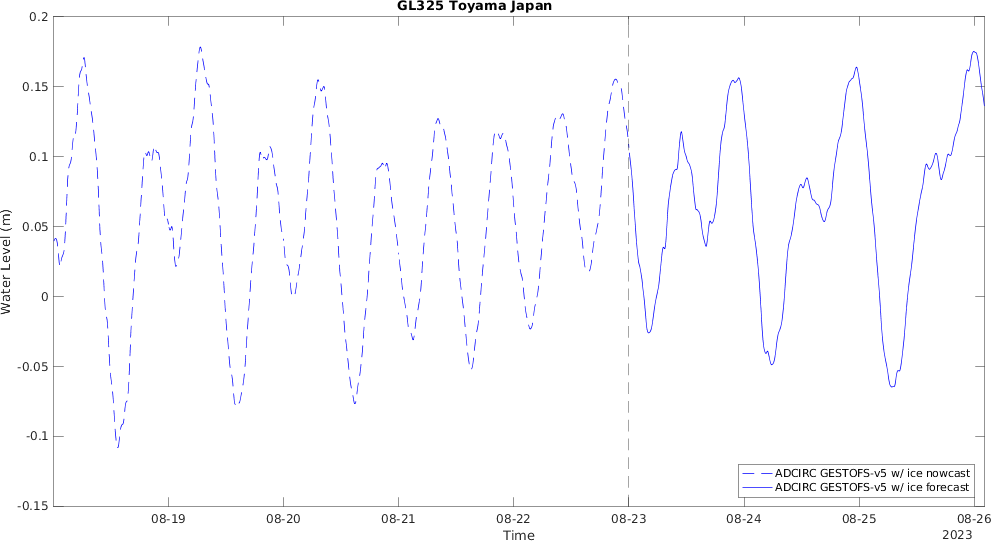 GL325 Toyama Japan
0.2
0.15
0.1
0.05
0
-0.05
-0.1
-0.15
Water Level (m)
08-19 08-20 08-21 08-22 08-23 08-24 08-25 08-26
2023
Time
ADCIRC GESTOFS-v5 w/ ice nowcast
ADCIRC GESTOFS-v5 w/ ice forecast